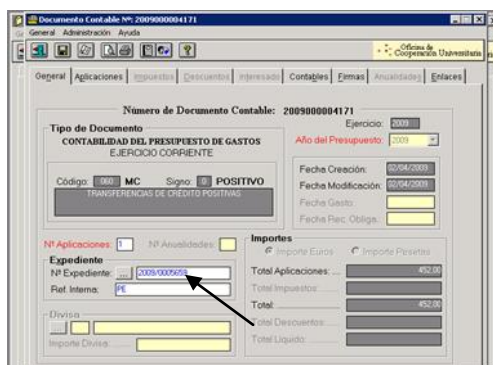 Documento Contable Nº: 2009000004171
General Administración Ayuda
Oficina de
Cooperación Universitaria
General Aplicaciones Impuestos Descuentos Interesado Contables Firmas Anualidades Enlaces
Número de Documento Contable: 2009000004171
Tipo de Documento
CONTABILIDAD DEL PRESUPUESTO DE GASTOS
EJERCICIO CORRIENTE
Ejercicio: 2009
Año del Presupuesto: 2009
Código: 060 MC Signo: 0 POSITIVO
TRANSFERENCIAS DE CRÉDITO POSITIVAS
Fecha Creación: 02/04/2009
Fecha Modificación: 02/04/2009
Fecha Gasto:
Fecha Rec. Obliga.:
Nº Aplicaciones: 1 Nº Anualidades:
Expediente
Nº Expediente: ... 2009/0005659
Ref. Interna: PE
Divisa
...
Importe Divisa:
Importes
Importe Euros Importe Pesetas
Total Aplicaciones: 452,00
Total Impuestos:
Total: 452,00
Total Descuentos:
Total Líquido: